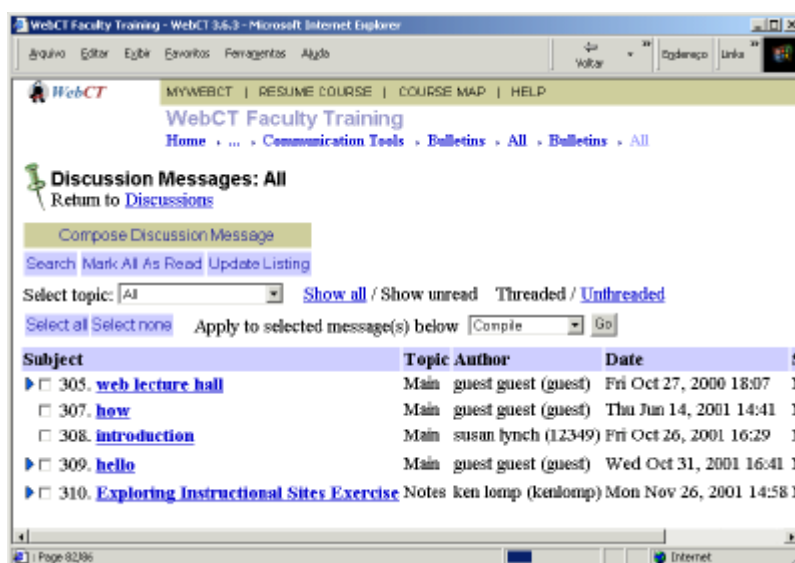 WebCT Faculty Training - WebCT 3.6.3 - Microsoft Internet Explorer
Arquivo Editar Exibir Favoritos Ferramentas Ajuda Voltar Endereço Links
WebCT MYWEBCT | RESUME COURSE | COURSE MAP | HELP
WebCT Faculty Training
Home › ... › Communication Tools › Bulletins › All › Bulletins › All
Discussion Messages: All
Return to Discussions
Compose Discussion Message
Search Mark All As Read Update Listing
Select topic: All Show all / Show unread Threaded / Unthreaded
Select all Select none Apply to selected message(s) below Compile Go
Subject Topic Author Date
305. web lecture hall Main guest guest (guest) Fri Oct 27, 2000 18:07
307. how Main guest guest (guest) Thu Jun 14, 2001 14:41
308. introduction Main susan lynch (12349) Fri Oct 26, 2001 16:29
309. hello Main guest guest (guest) Wed Oct 31, 2001 16:41
310. Exploring Instructional Sites Exercise Notes ken lomp (kenlomp) Mon Nov 26, 2001 14:58
: Page 82/86 Internet